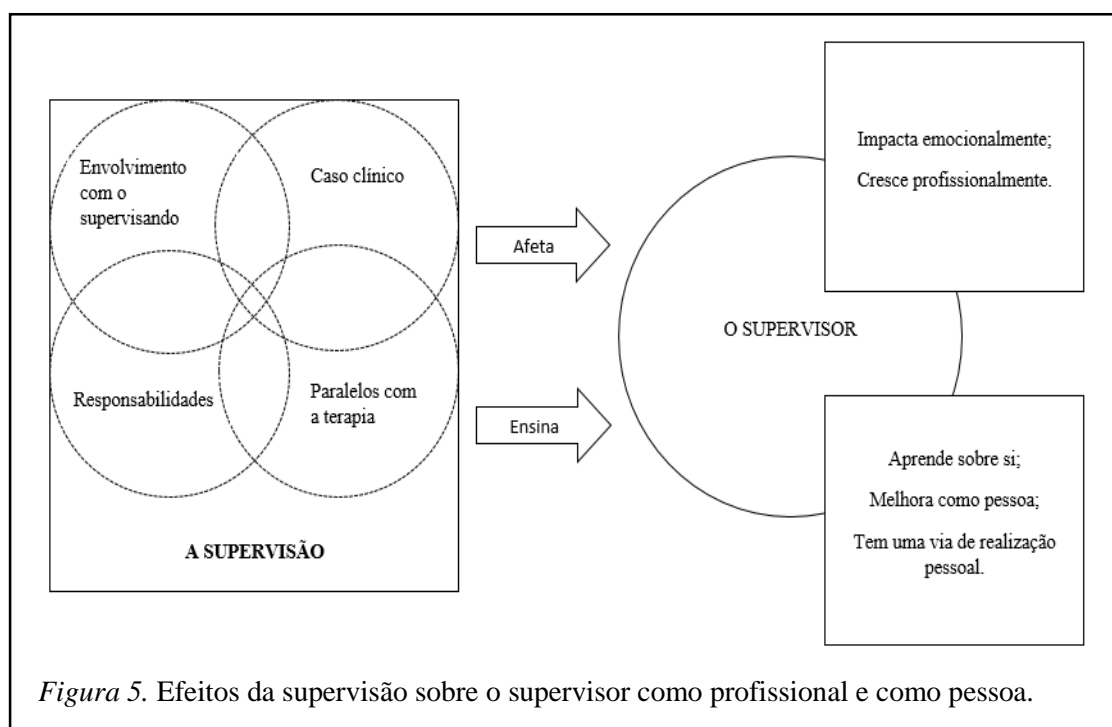 Envolvimento
com o
supervisando
Caso clínico
Responsabilidades
Paralelos com
a terapia
A SUPERVISÃO
Afeta
Ensina
O SUPERVISOR
Impacta emocionalmente;
Cresce profissionalmente.
Aprende sobre si;
Melhora como pessoa;
Tem uma via de realização
pessoal.
Figura 5. Efeitos da supervisão sobre o supervisor como profissional e como pessoa.